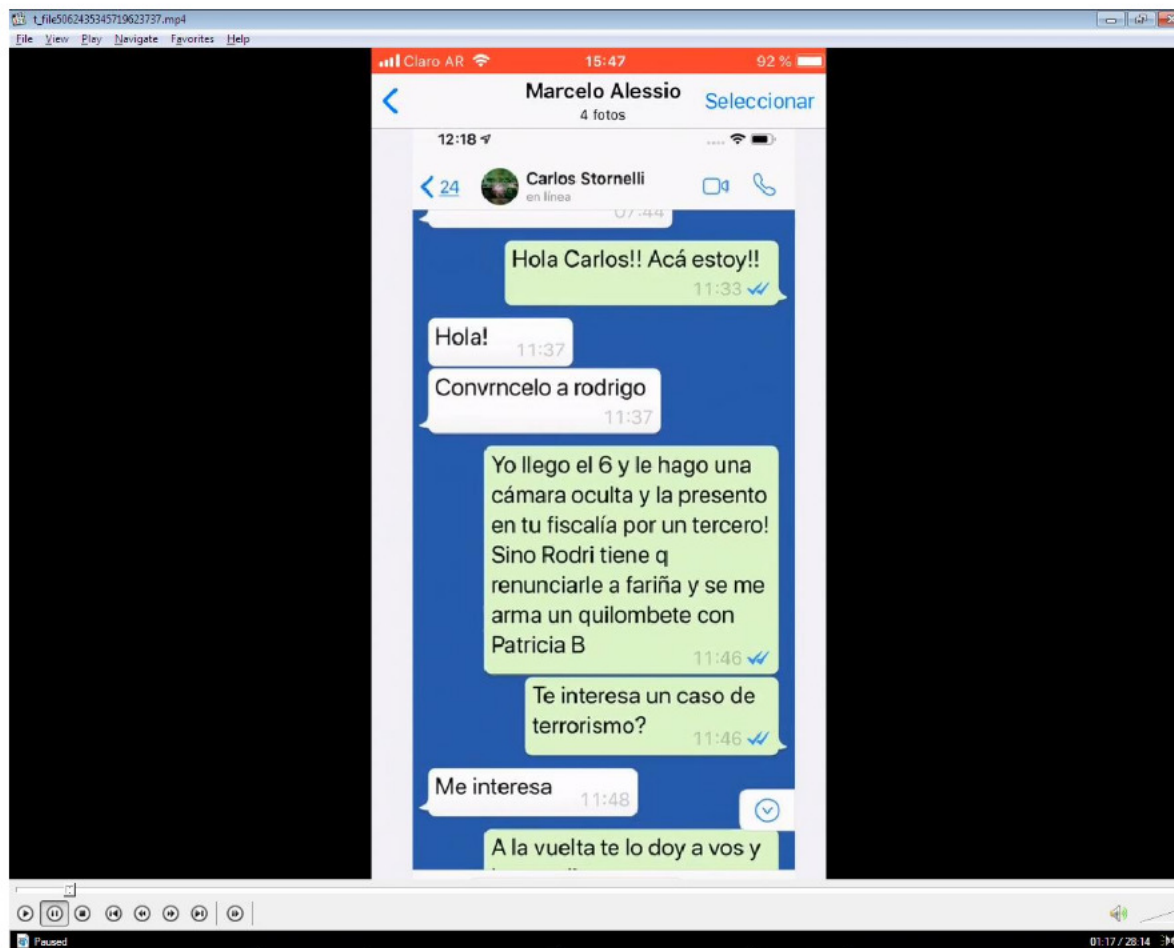 t_file5062435345719623737.mp4
File View Play Navigate Favorites Help
Claro AR 15:47 92 %
Marcelo Alessio
Seleccionar
4 fotos
12:18
24 Carlos Stornelli
en línea
07:44
Hola Carlos!! Acá estoy!!
11:33
Hola!
11:37
Convrncelo a rodrigo
11:37
Yo llego el 6 y le hago una
cámara oculta y la presento
en tu fiscalía por un tercero!
Sino Rodri tiene q
renunciarle a fariña y se me
arma un quilombete con
Patricia B
11:46
Te interesa un caso de
terrorismo?
11:46
Me interesa
11:48
A la vuelta te lo doy a vos y
Paused
01:17 / 28:14